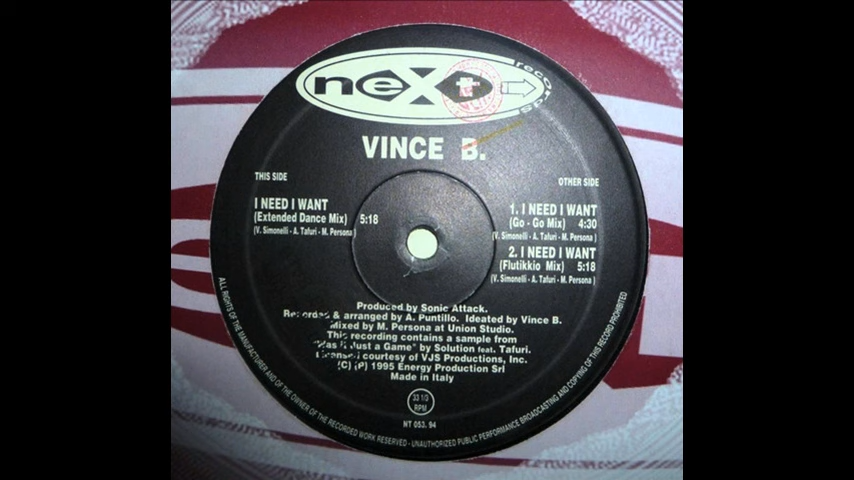 next
records
VINCE B.
THIS SIDE
I NEED I WANT
(Extended Dance Mix) 5:18
(V. Simonelli - A. Tafuri - M. Persona)
OTHER SIDE
1. I NEED I WANT
(Go - Go Mix) 4:30
(V. Simonelli - A. Tafuri - M. Persona)
2. I NEED I WANT
(Flutikkio Mix) 5:18
(V. Simonelli - A. Tafuri - M. Persona)
Produced by Sonic Attack.
Recorded & arranged by A. Puntillo. Ideated by Vince B.
Mixed by M. Persona at Union Studio.
This recording contains a sample from
"Was it Just a Game" by Solution feat. Tafuri.
Licensed courtesy of VJS Productions, Inc.
(C) (P) 1995 Energy Production Srl
Made in Italy
33 1/3
RPM
NT 053. 94
ALL RIGHTS OF THE MANUFACTURER AND OF THE OWNER OF THE RECORDED WORK RESERVED - UNAUTHORIZED PUBLIC PERFORMANCE BROADCASTING AND COPYING OF THIS RECORD PROHIBITED